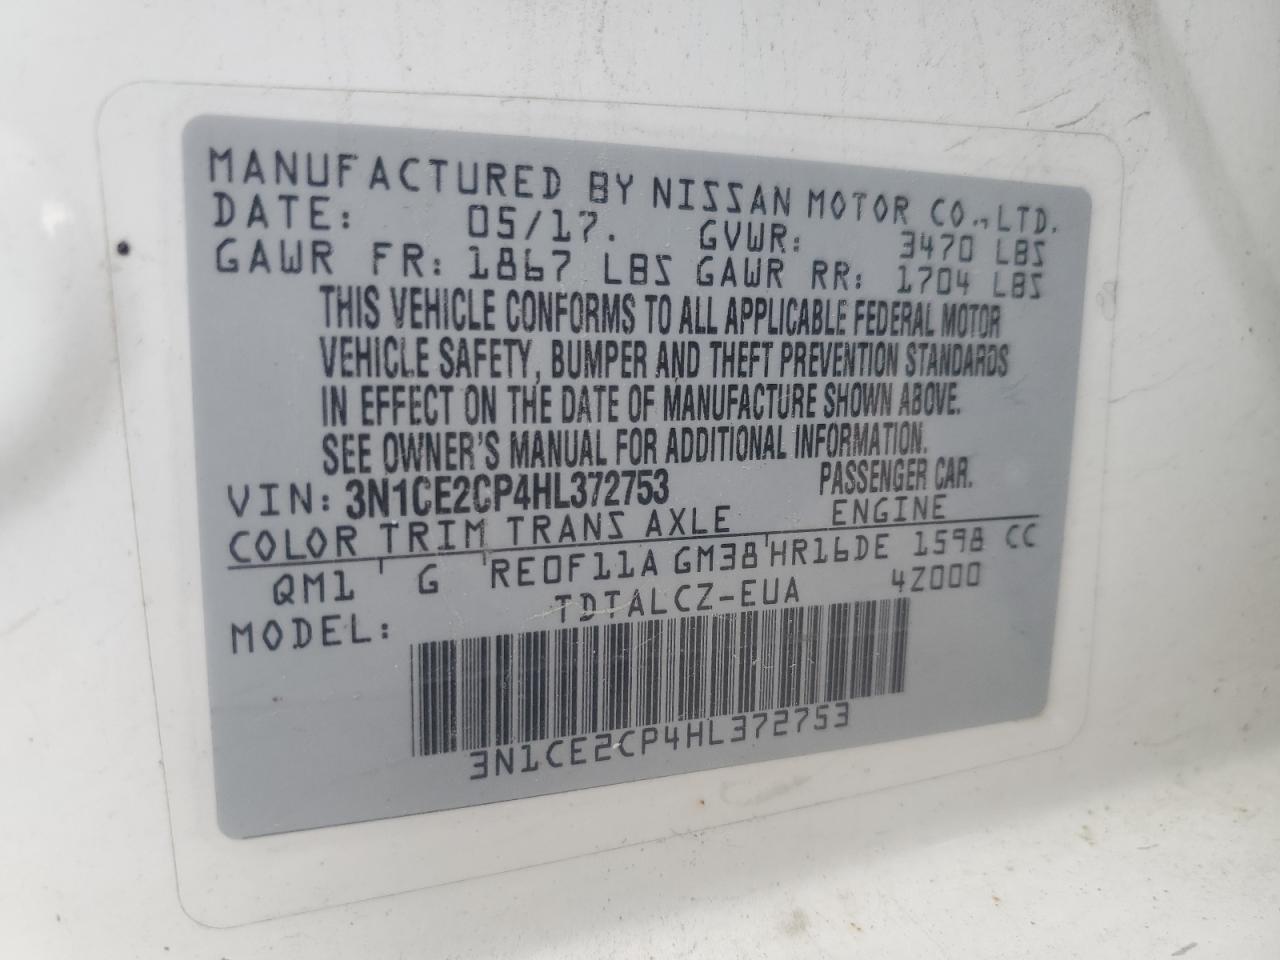 MANUFACTURED BY NISSAN MOTOR CO.,LTD.
DATE: 05/17. GVWR: 3470 LBS
GAWR FR: 1867 LBS GAWR RR: 1704 LBS
THIS VEHICLE CONFORMS TO ALL APPLICABLE FEDERAL MOTOR
VEHICLE SAFETY, BUMPER AND THEFT PREVENTION STANDARDS
IN EFFECT ON THE DATE OF MANUFACTURE SHOWN ABOVE.
SEE OWNER'S MANUAL FOR ADDITIONAL INFORMATION.
VIN: 3N1CE2CP4HL372753 PASSENGER CAR.
COLOR TRIM TRANS AXLE ENGINE
QM1 G RE0F11A GM38 HR16DE 1598 CC
MODEL: TDTALCZ-EUA 4Z000
3N1CE2CP4HL372753